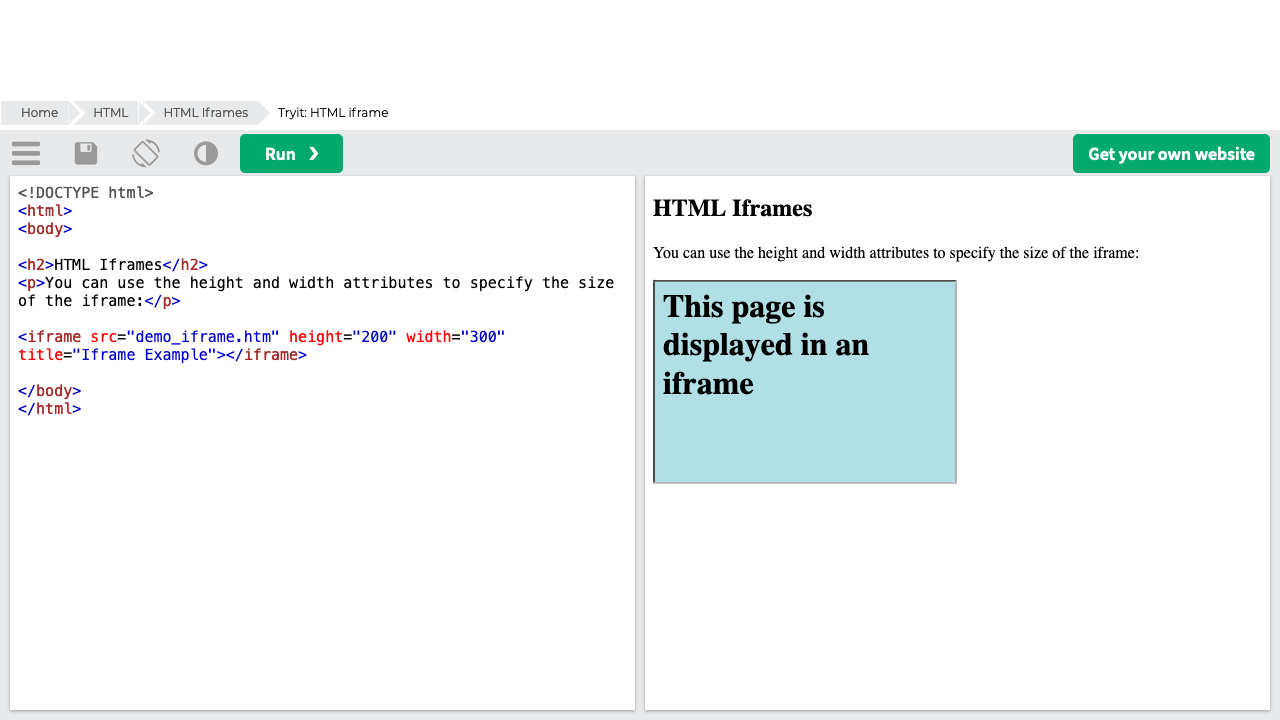 Home HTML HTML Iframes Tryit: HTML iframe
Run ❯ Get your own website
<!DOCTYPE html>
<html>
<body>
<h2>HTML Iframes</h2>
<p>You can use the height and width attributes to specify the size
of the iframe:</p>
<iframe src="demo_iframe.htm" height="200" width="300"
title="Iframe Example"></iframe>
</body>
</html>
HTML Iframes
You can use the height and width attributes to specify the size of the iframe:
This page is
displayed in an
iframe